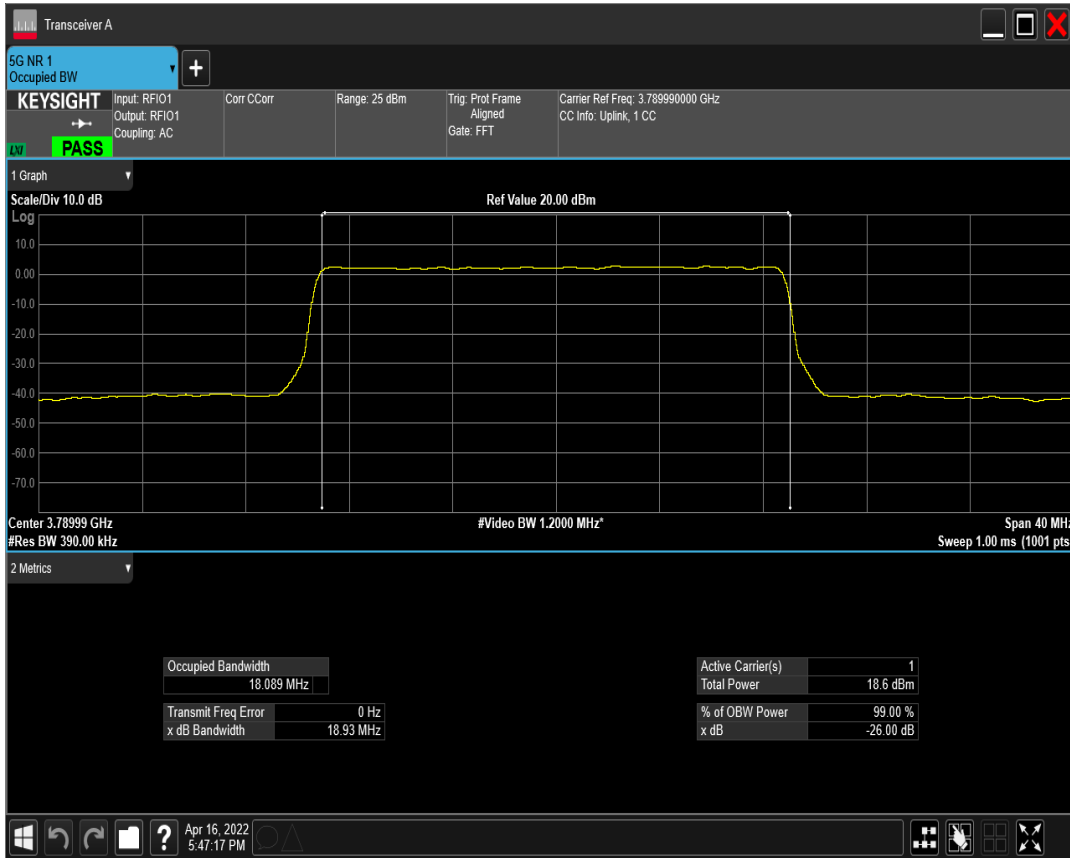 Transceiver A
5G NR 1
Occupied BW
KEYSIGHT
LXI
PASS
Input: RFIO1
Output: RFIO1
Coupling: AC
Corr CCorr
Range: 25 dBm
Trig: Prot Frame
Aligned
Gate: FFT
Carrier Ref Freq: 3.789990000 GHz
CC Info: Uplink, 1 CC
1 Graph
Scale/Div 10.0 dB
Ref Value 20.00 dBm
Log
10.0
0.00
-10.0
-20.0
-30.0
-40.0
-50.0
-60.0
-70.0
Center 3.78999 GHz
#Video BW 1.2000 MHz*
Span 40 MHz
#Res BW 390.00 kHz
Sweep 1.00 ms (1001 pts
2 Metrics
Occupied Bandwidth
18.089 MHz
Transmit Freq Error 0 Hz
x dB Bandwidth 18.93 MHz
Active Carrier(s) 1
Total Power 18.6 dBm
% of OBW Power 99.00 %
x dB -26.00 dB
?
Apr 16, 2022
5:47:17 PM